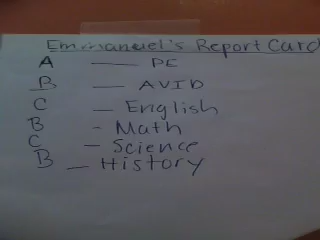 Emmanuel's Report Card
A — PE
B — AVID
C — English
B - Math
C - Science
B - History